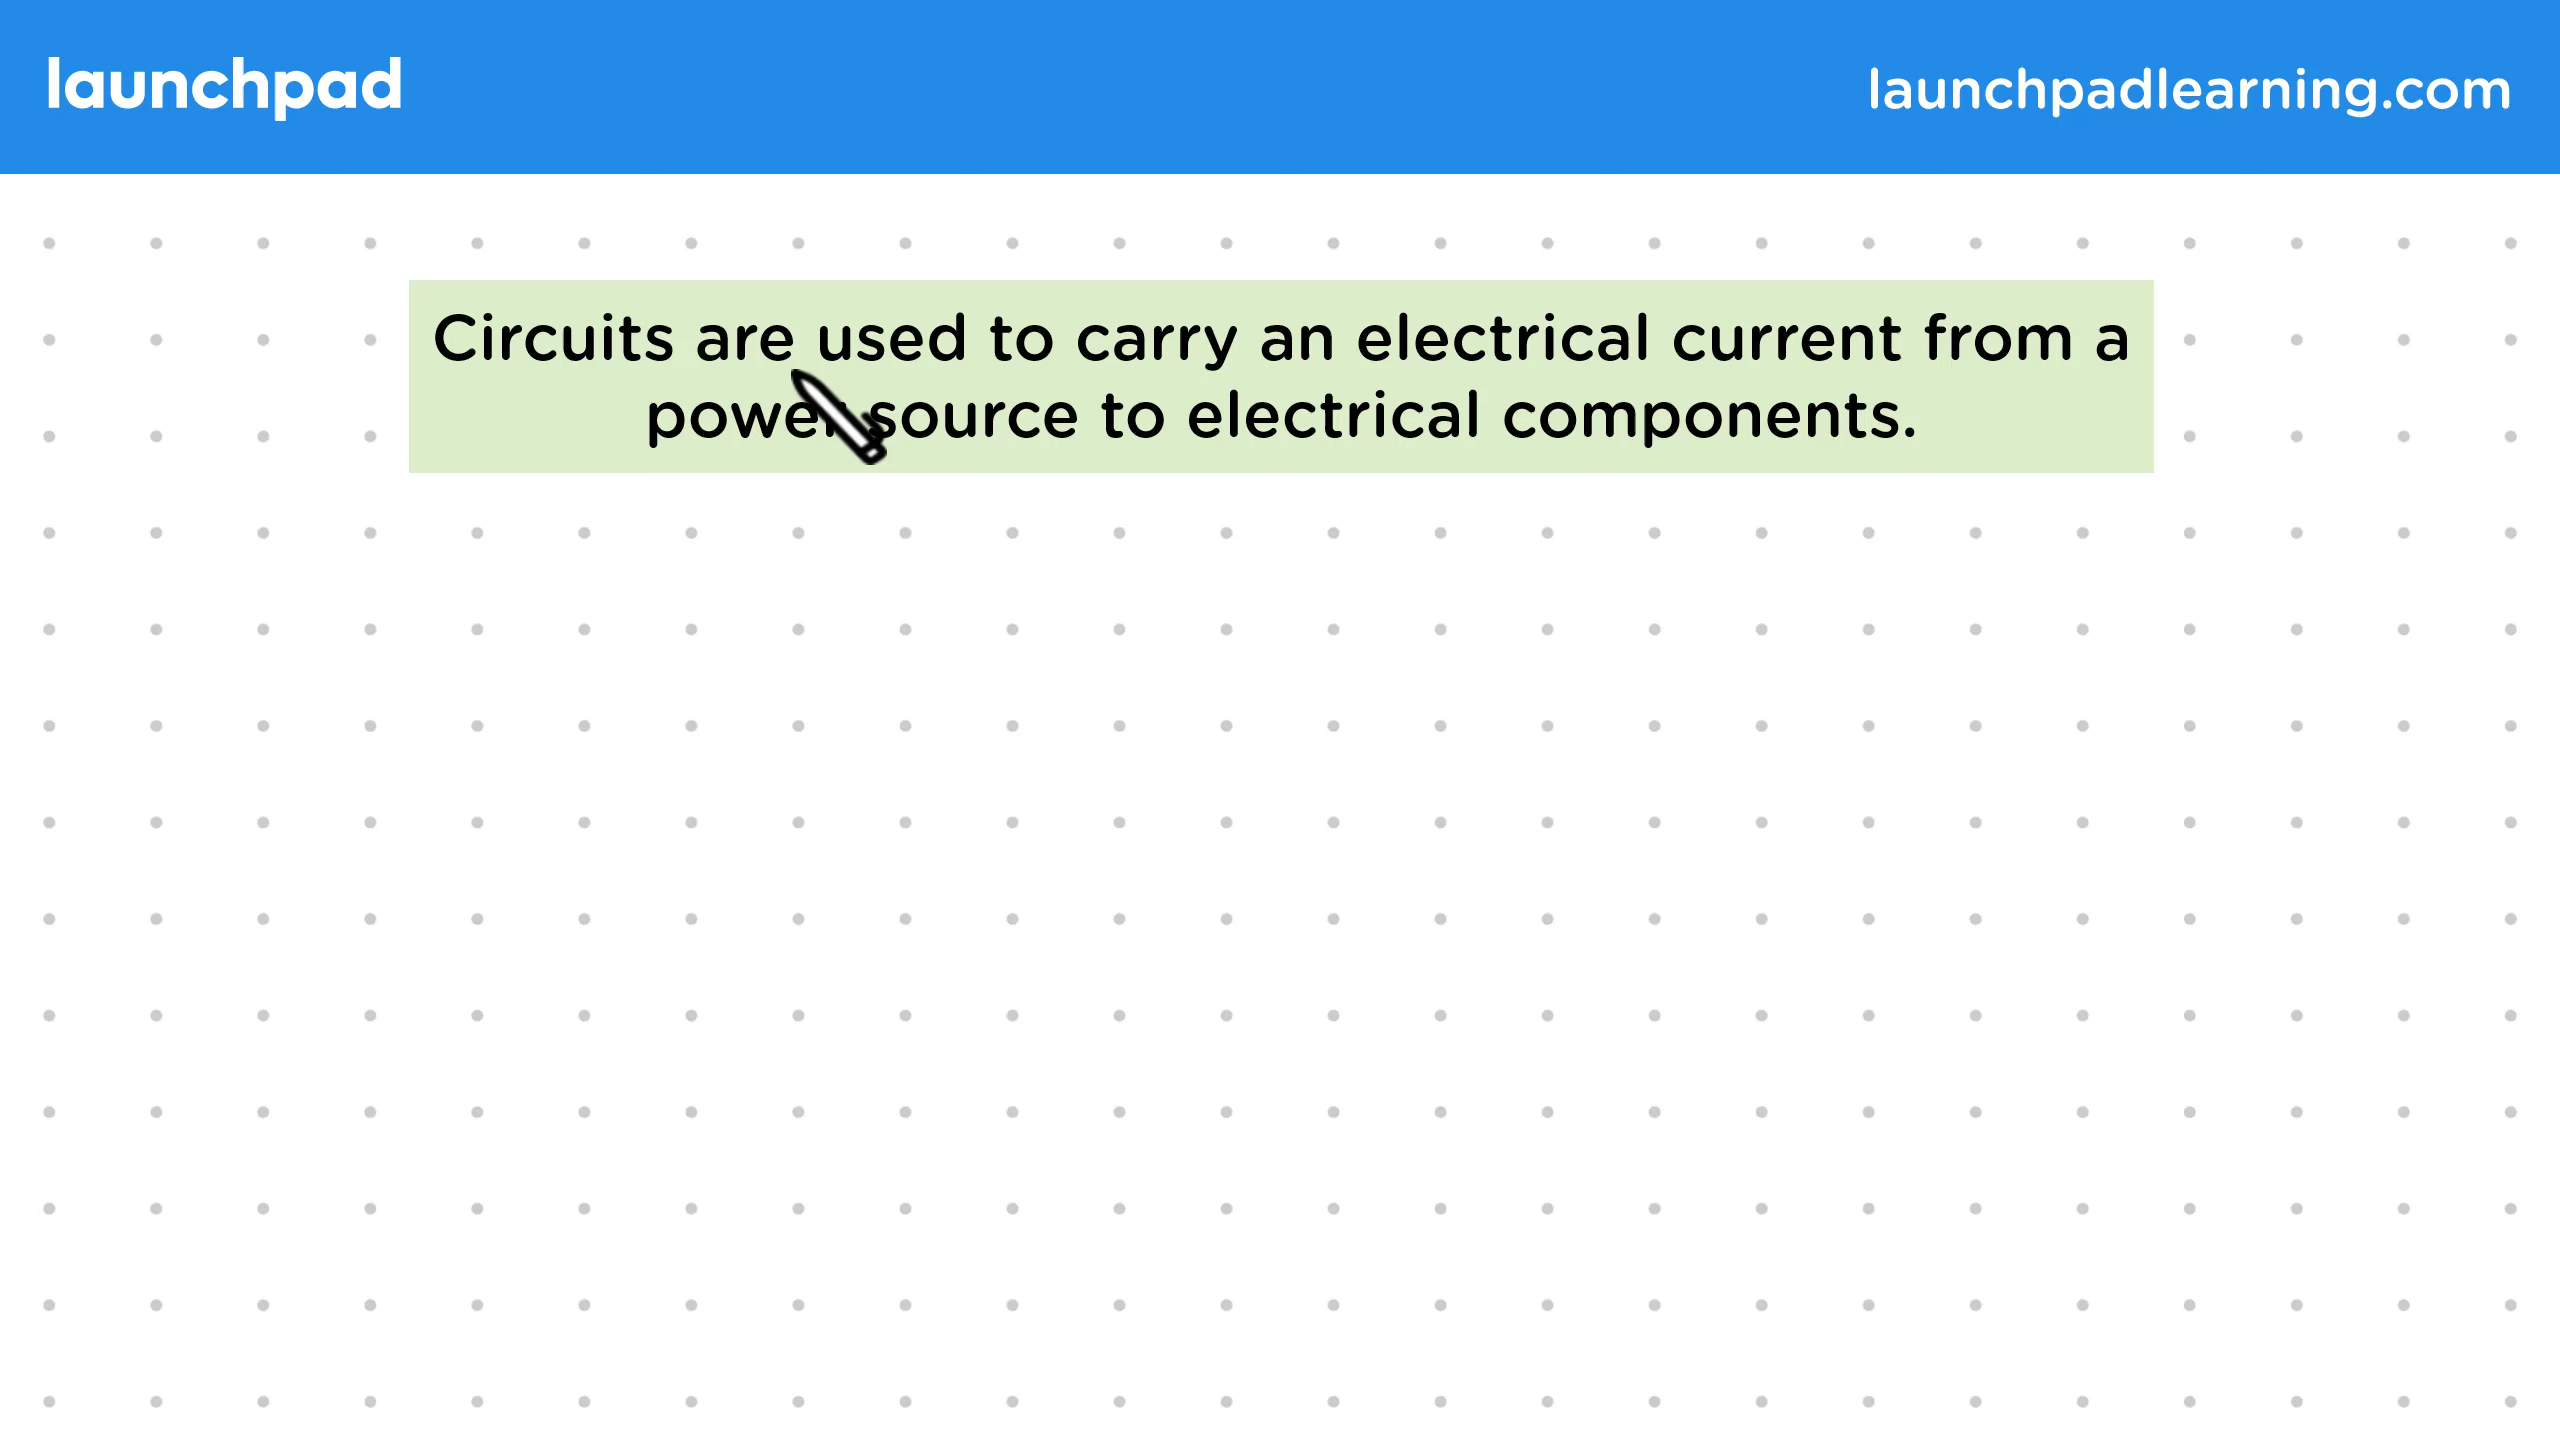 launchpad
launchpadlearning.com
Circuits are used to carry an electrical current from a
power source to electrical components.